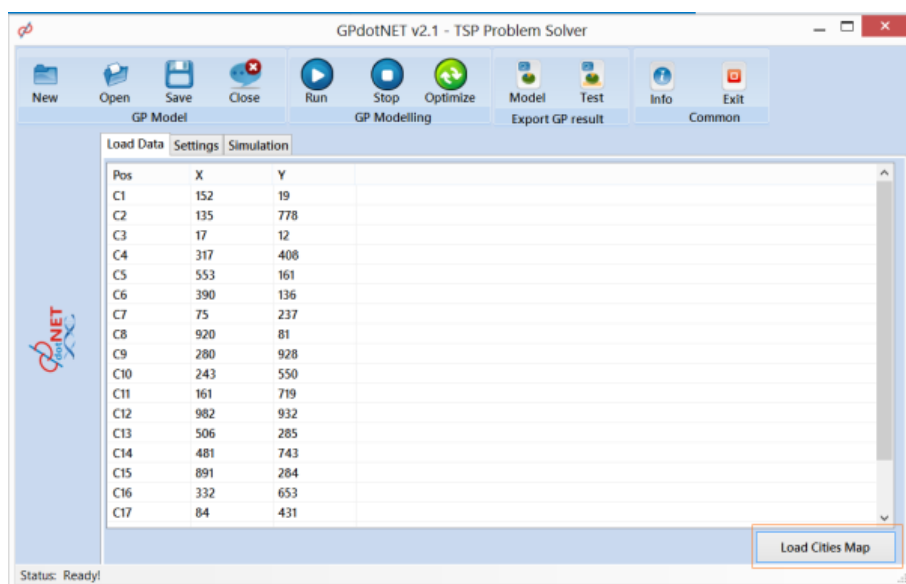 GPdotNET v2.1 - TSP Problem Solver
New Open Save Close Run Stop Optimize Model Test Info Exit
GP Model GP Modelling Export GP result Common
Load Data Settings Simulation
Pos X Y
C1 152 19
C2 135 778
C3 17 12
C4 317 408
C5 553 161
C6 390 136
C7 75 237
C8 920 81
C9 280 928
C10 243 550
C11 161 719
C12 982 932
C13 506 285
C14 481 743
C15 891 284
C16 332 653
C17 84 431
GPdotNET
Load Cities Map
Status: Ready!